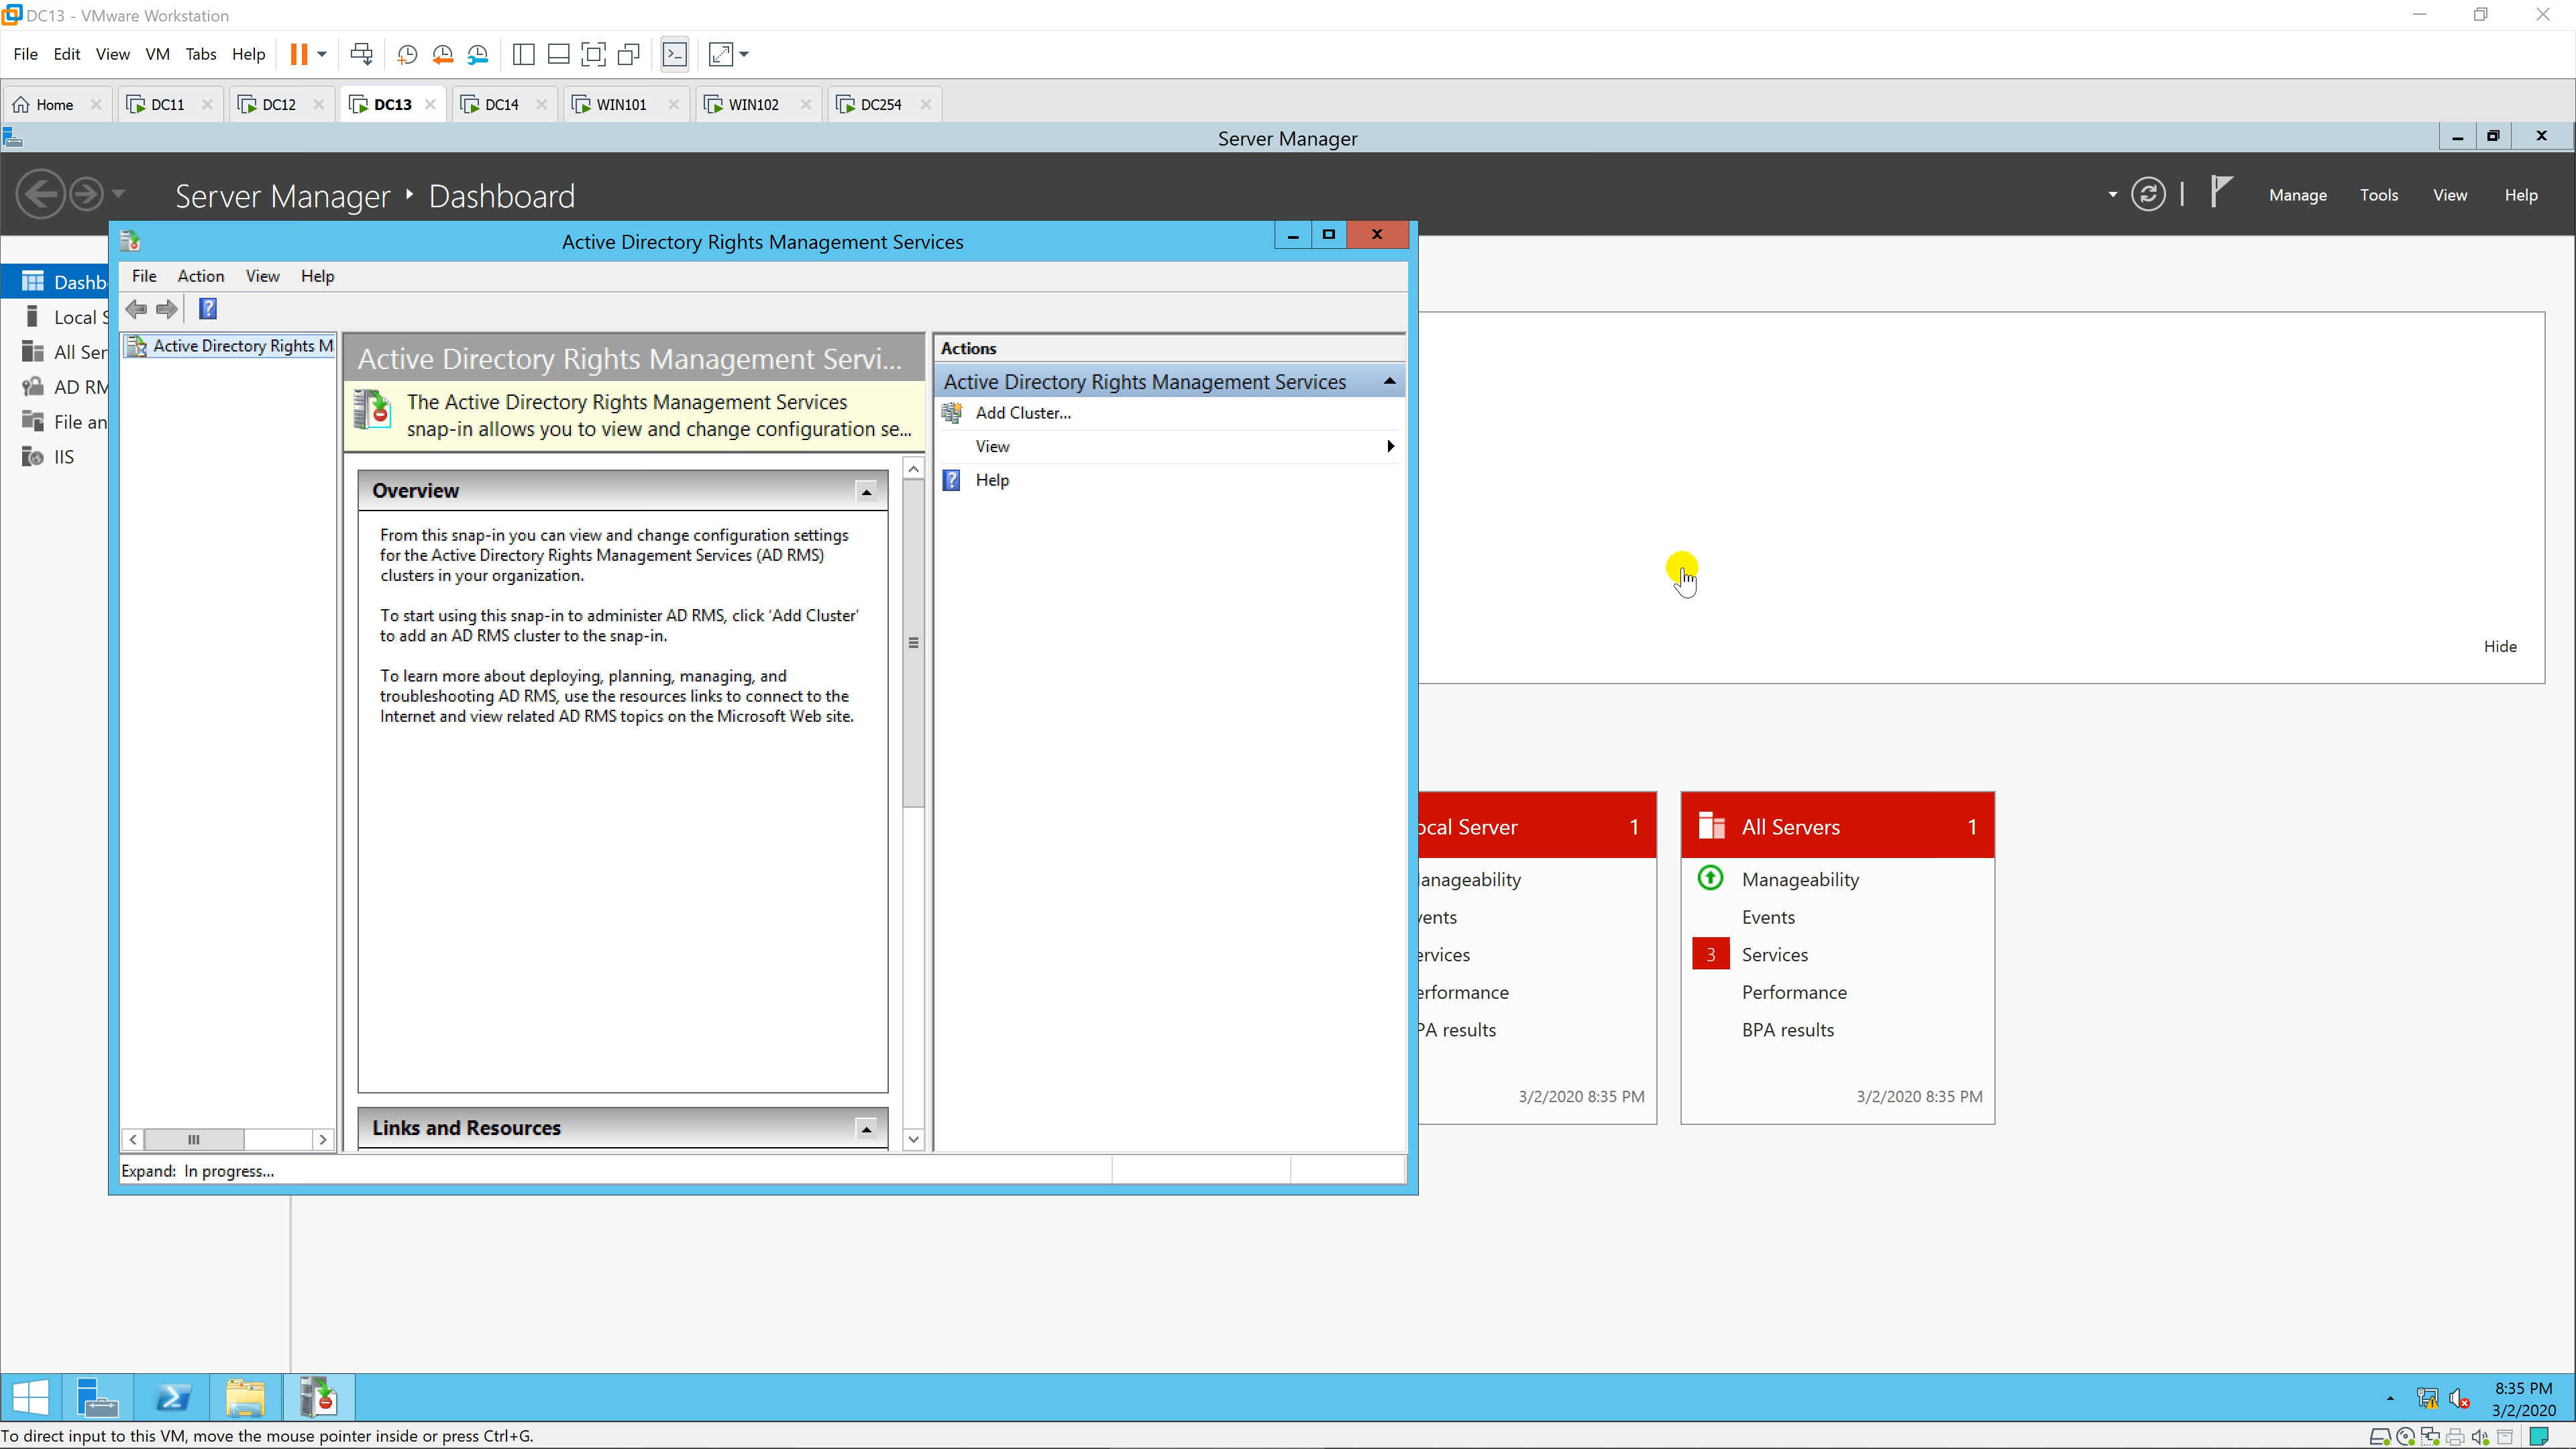 DC13 - VMware Workstation
File Edit View VM Tabs Help
Home DC11 DC12 DC13 DC14 WIN101 WIN102 DC254
Server Manager
Server Manager Dashboard
Manage Tools View Help
Active Directory Rights Management Services
File Action View Help
Dashb
Local S
All Ser
AD RM
File an
IIS
Active Directory Rights M
Active Directory Rights Management Servi...
The Active Directory Rights Management Services
snap-in allows you to view and change configuration se...
Overview
From this snap-in you can view and change configuration settings
for the Active Directory Rights Management Services (AD RMS)
clusters in your organization.
To start using this snap-in to administer AD RMS, click 'Add Cluster'
to add an AD RMS cluster to the snap-in.
To learn more about deploying, planning, managing, and
troubleshooting AD RMS, use the resources links to connect to the
Internet and view related AD RMS topics on the Microsoft Web site.
Links and Resources
Actions
Active Directory Rights Management Services
Add Cluster...
View
Help
Expand: In progress...
Hide
ocal Server 1
anageability
ents
ervices
erformance
PA results
3/2/2020 8:35 PM
All Servers 1
Manageability
Events
3 Services
Performance
BPA results
3/2/2020 8:35 PM
8:35 PM
3/2/2020
To direct input to this VM, move the mouse pointer inside or press Ctrl+G.